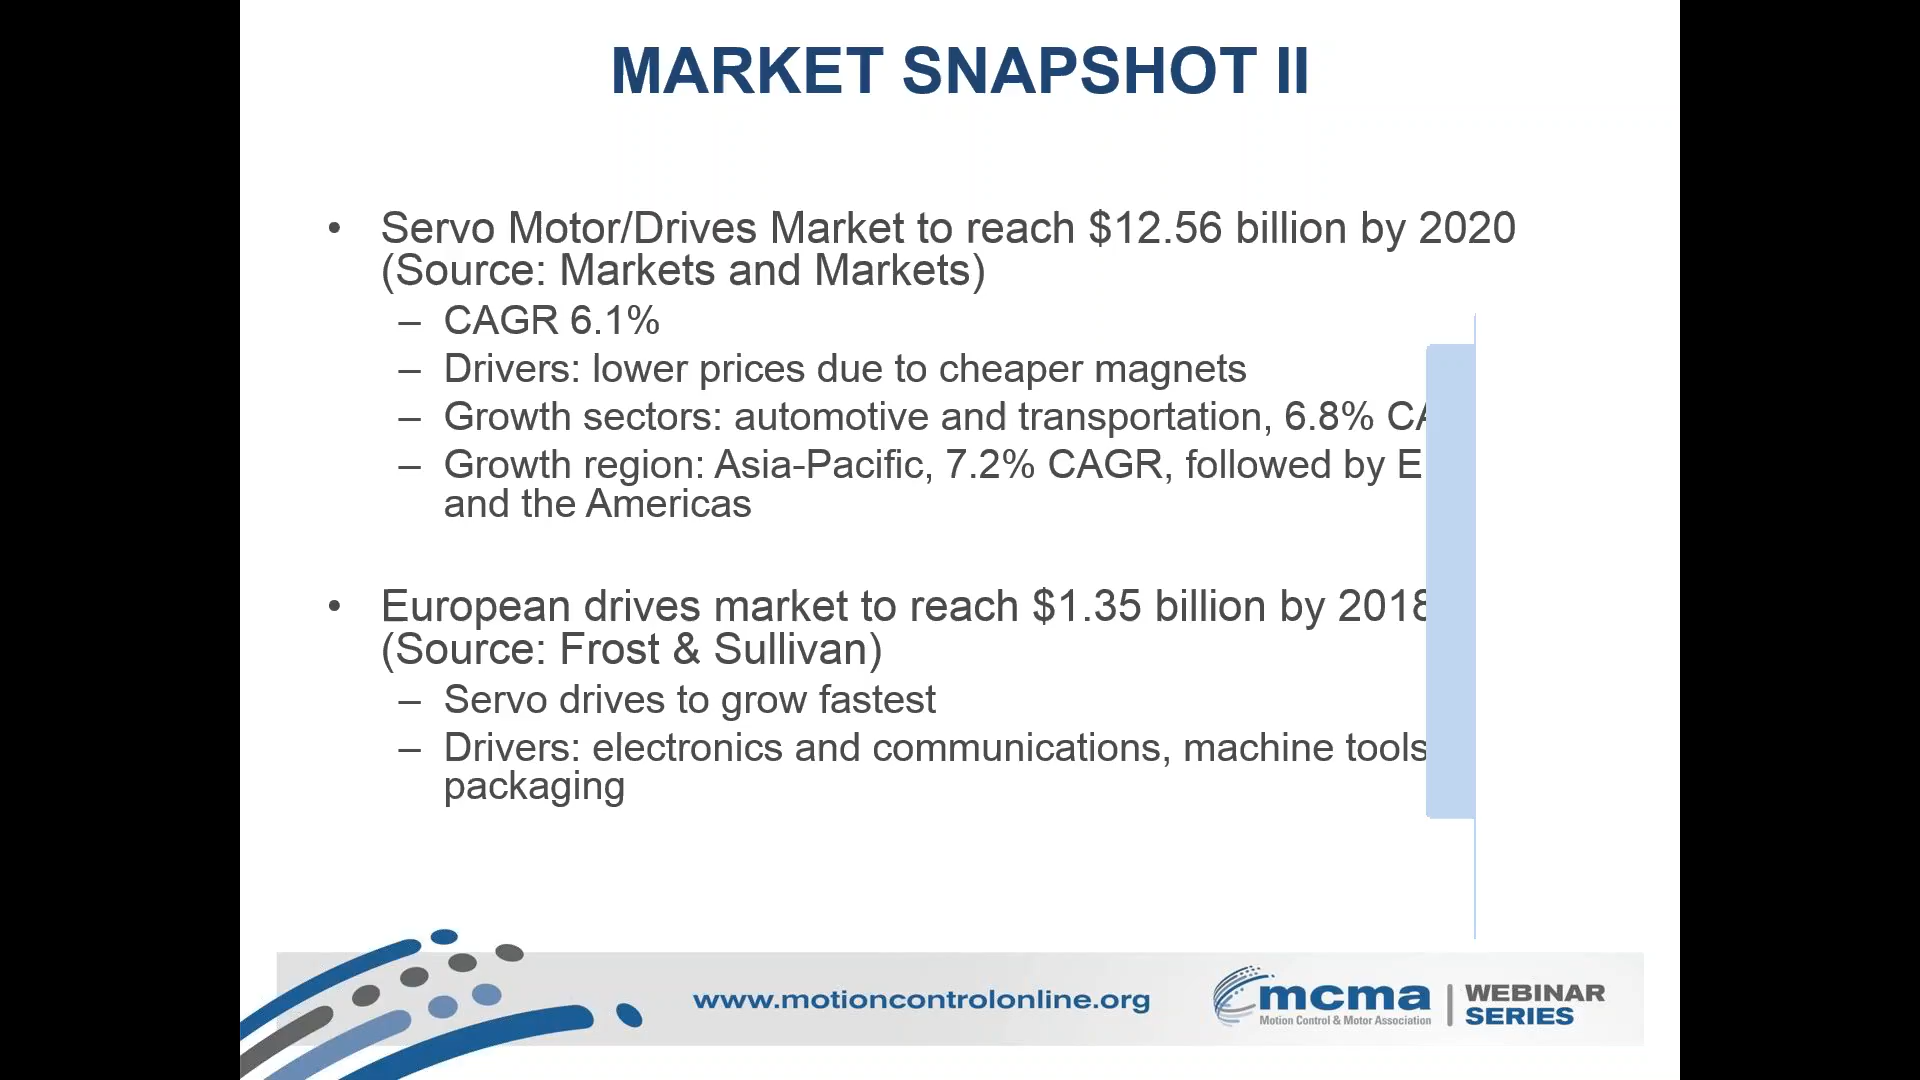 MARKET SNAPSHOT II
• Servo Motor/Drives Market to reach $12.56 billion by 2020
(Source: Markets and Markets)
– CAGR 6.1%
– Drivers: lower prices due to cheaper magnets
– Growth sectors: automotive and transportation, 6.8%
– Growth region: Asia-Pacific, 7.2% CAGR, followed by
and the Americas
• European drives market to reach $1.35 billion by 2018
(Source: Frost & Sullivan)
– Servo drives to grow fastest
– Drivers: electronics and communications, machine tools
packaging
www.motioncontrolonline.org
mcma
Motion Control & Motor Association
WEBINAR
SERIES